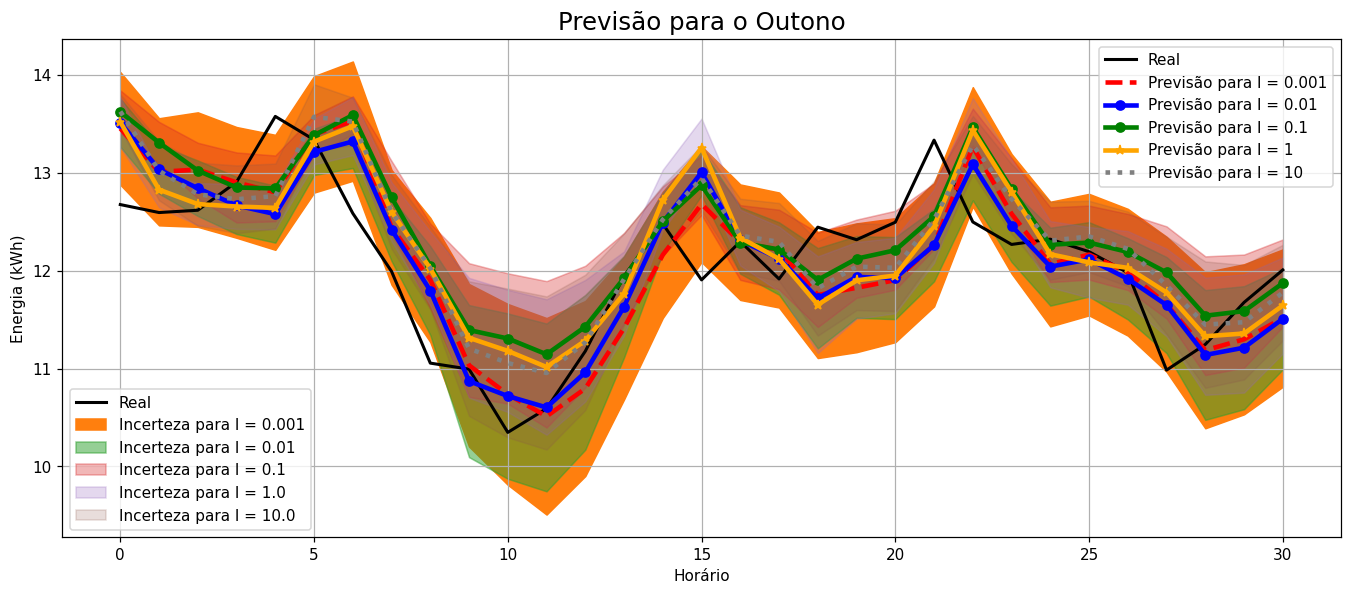 Previsão para o Outono
Energia (kWh)
14
13
12
11
10
Real
Previsão para I = 0.001
Previsão para I = 0.01
Previsão para I = 0.1
Previsão para I = 1
Previsão para I = 10
Real
Incerteza para I = 0.001
Incerteza para I = 0.01
Incerteza para I = 0.1
Incerteza para I = 1.0
Incerteza para I = 10.0
0 5 10 15 20 25 30
Horário